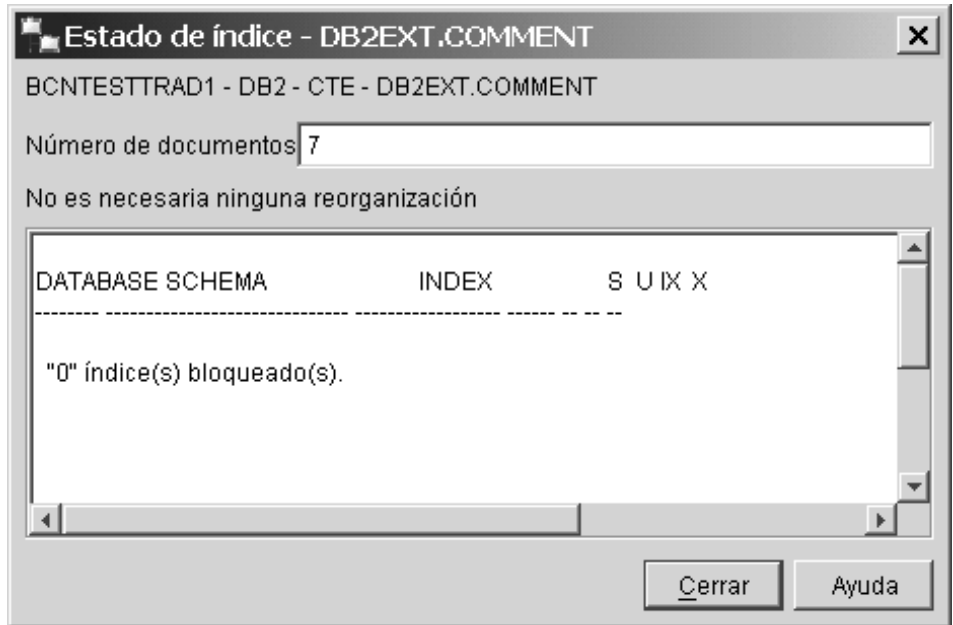 Estado de índice - DB2EXT.COMMENT
BCNTESTTRAD1 - DB2 - CTE - DB2EXT.COMMENT
Número de documentos 7
No es necesaria ninguna reorganización
DATABASE SCHEMA INDEX S U IX X
-------- ------------------------------ ------------------ ------ -- -- --
"0" índice(s) bloqueado(s).
Cerrar Ayuda